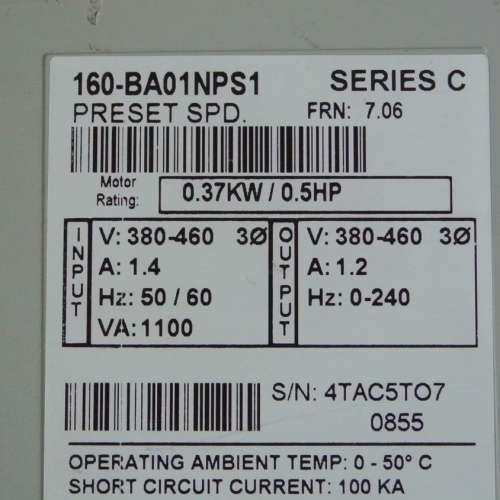 160-BA01NPS1 SERIES C
PRESET SPD. FRN: 7.06
Motor Rating: 0.37KW / 0.5HP
INPUT
V: 380-460 3Ø
A: 1.4
Hz: 50 / 60
VA: 1100
OUTPUT
V: 380-460 3Ø
A: 1.2
Hz: 0-240
S/N: 4TAC5TO7
0855
OPERATING AMBIENT TEMP: 0 - 50° C
SHORT CIRCUIT CURRENT: 100 KA